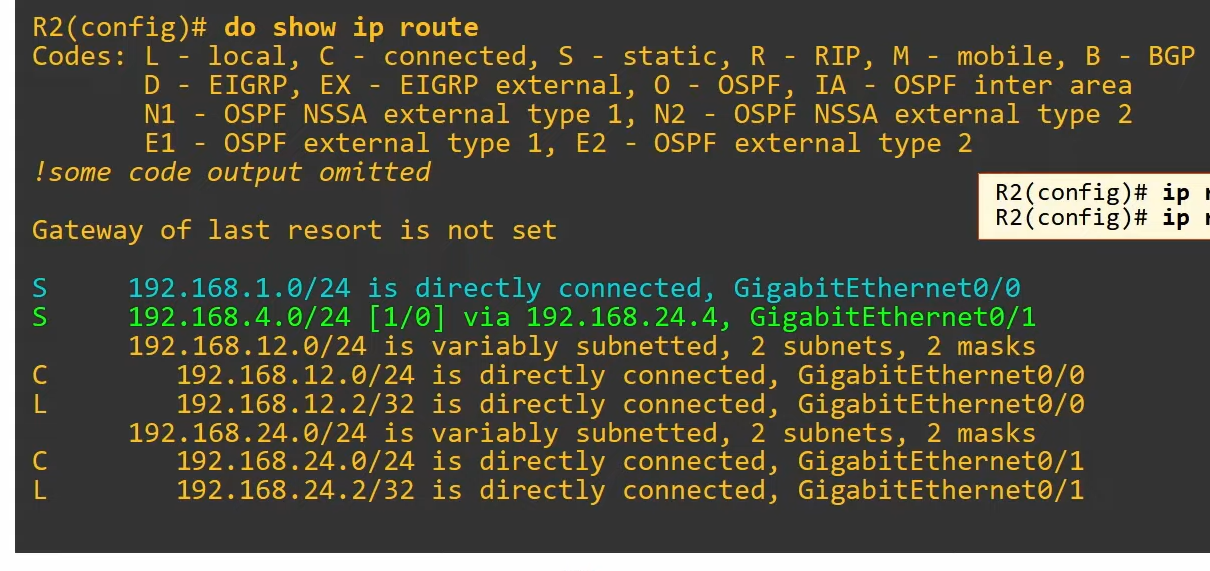 R2(config)# do show ip route
Codes: L - local, C - connected, S - static, R - RIP, M - mobile, B - BGP
D - EIGRP, EX - EIGRP external, O - OSPF, IA - OSPF inter area
N1 - OSPF NSSA external type 1, N2 - OSPF NSSA external type 2
E1 - OSPF external type 1, E2 - OSPF external type 2
!some code output omitted
R2(config)# ip
R2(config)# ip
Gateway of last resort is not set
S 192.168.1.0/24 is directly connected, GigabitEthernet0/0
S 192.168.4.0/24 [1/0] via 192.168.24.4, GigabitEthernet0/1
192.168.12.0/24 is variably subnetted, 2 subnets, 2 masks
C 192.168.12.0/24 is directly connected, GigabitEthernet0/0
L 192.168.12.2/32 is directly connected, GigabitEthernet0/0
192.168.24.0/24 is variably subnetted, 2 subnets, 2 masks
C 192.168.24.0/24 is directly connected, GigabitEthernet0/1
L 192.168.24.2/32 is directly connected, GigabitEthernet0/1